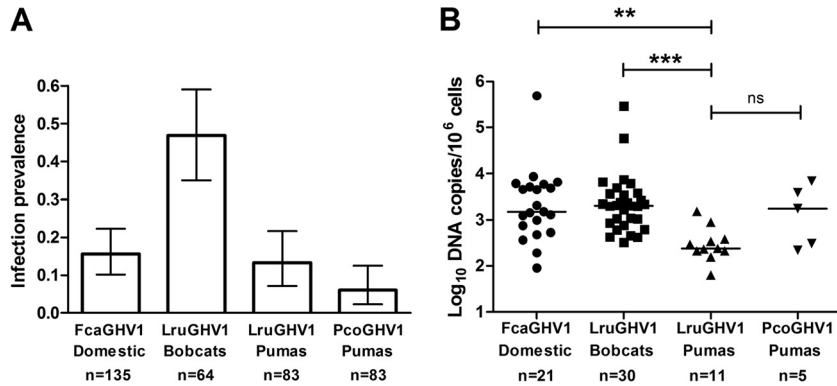 A
Infection prevalence
0.6
0.5
0.4
0.3
0.2
0.1
0.0
FcaGHV1 LruGHV1 LruGHV1 PcoGHV1
Domestic Bobcats Pumas Pumas
n=135 n=64 n=83 n=83
B
**
***
ns
Log10 DNA copies/10^6 cells
6
5
4
3
2
1
FcaGHV1 LruGHV1 LruGHV1 PcoGHV1
Domestic Bobcats Pumas Pumas
n=21 n=30 n=11 n=5